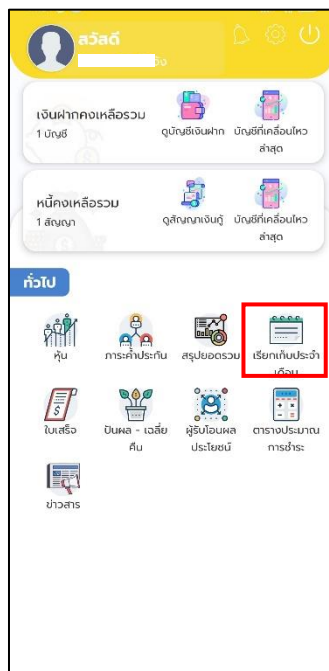 สวัสดี
จิ๋ว
เงินฝากคงเหลือรวม
1 บัญชี
ดูบัญชีเงินฝาก
บัญชีที่เคลื่อนไหว
ล่าสุด
หนี้คงเหลือรวม
1 สัญญา
ดูสัญญาเงินกู้
บัญชีที่เคลื่อนไหว
ล่าสุด
ทั่วไป
หุ้น
ภาระค้ำประกัน
สรุปยอดรวม
เรียกเก็บประจำ
เดือน
ใบเสร็จ
ปันผล - เฉลี่ย
คืน
ผู้รับโอนผล
ประโยชน์
ตารางประมาณ
การชำระ
ข่าวสาร